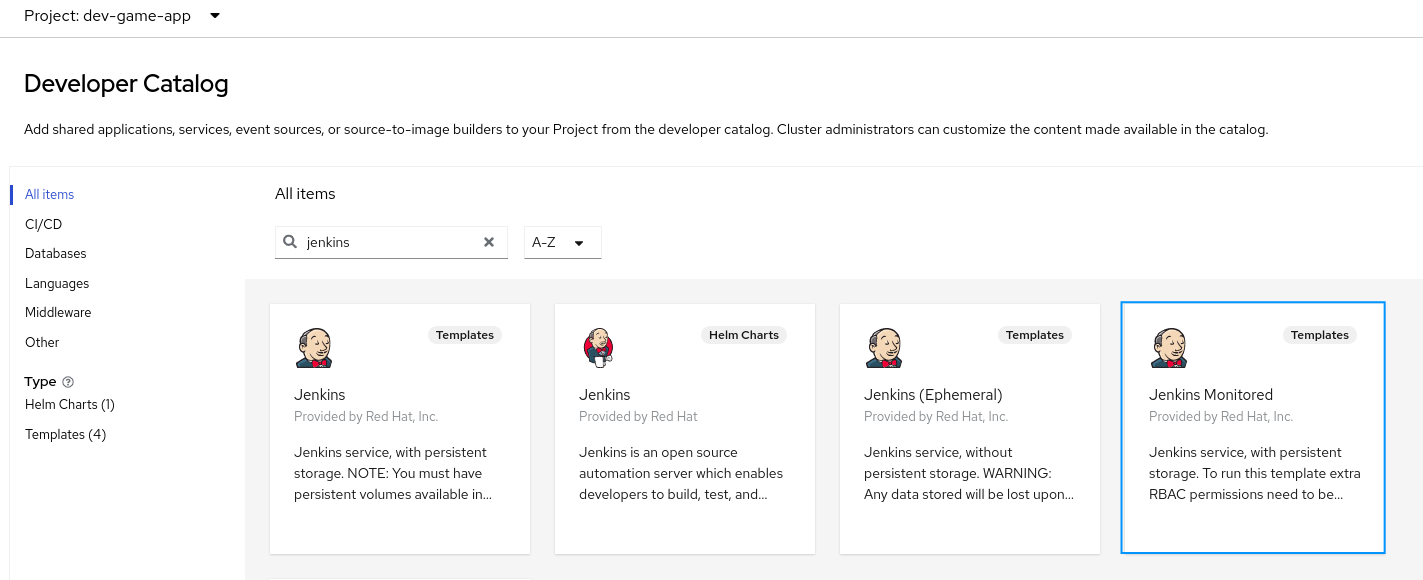 Project: dev-game-app
Developer Catalog
Add shared applications, services, event sources, or source-to-image builders to your Project from the developer catalog. Cluster administrators can customize the content made available in the catalog.
All items
CI/CD
Databases
Languages
Middleware
Other
Type
Helm Charts (1)
Templates (4)
All items
jenkins
A-Z
Templates
Jenkins
Provided by Red Hat, Inc.
Jenkins service, with persistent
storage. NOTE: You must have
persistent volumes available in...
Helm Charts
Jenkins
Provided by Red Hat
Jenkins is an open source
automation server which enables
developers to build, test, and...
Templates
Jenkins (Ephemeral)
Provided by Red Hat, Inc.
Jenkins service, without
persistent storage. WARNING:
Any data stored will be lost upon...
Templates
Jenkins Monitored
Provided by Red Hat, Inc.
Jenkins service, with persistent
storage. To run this template extra
RBAC permissions need to be...